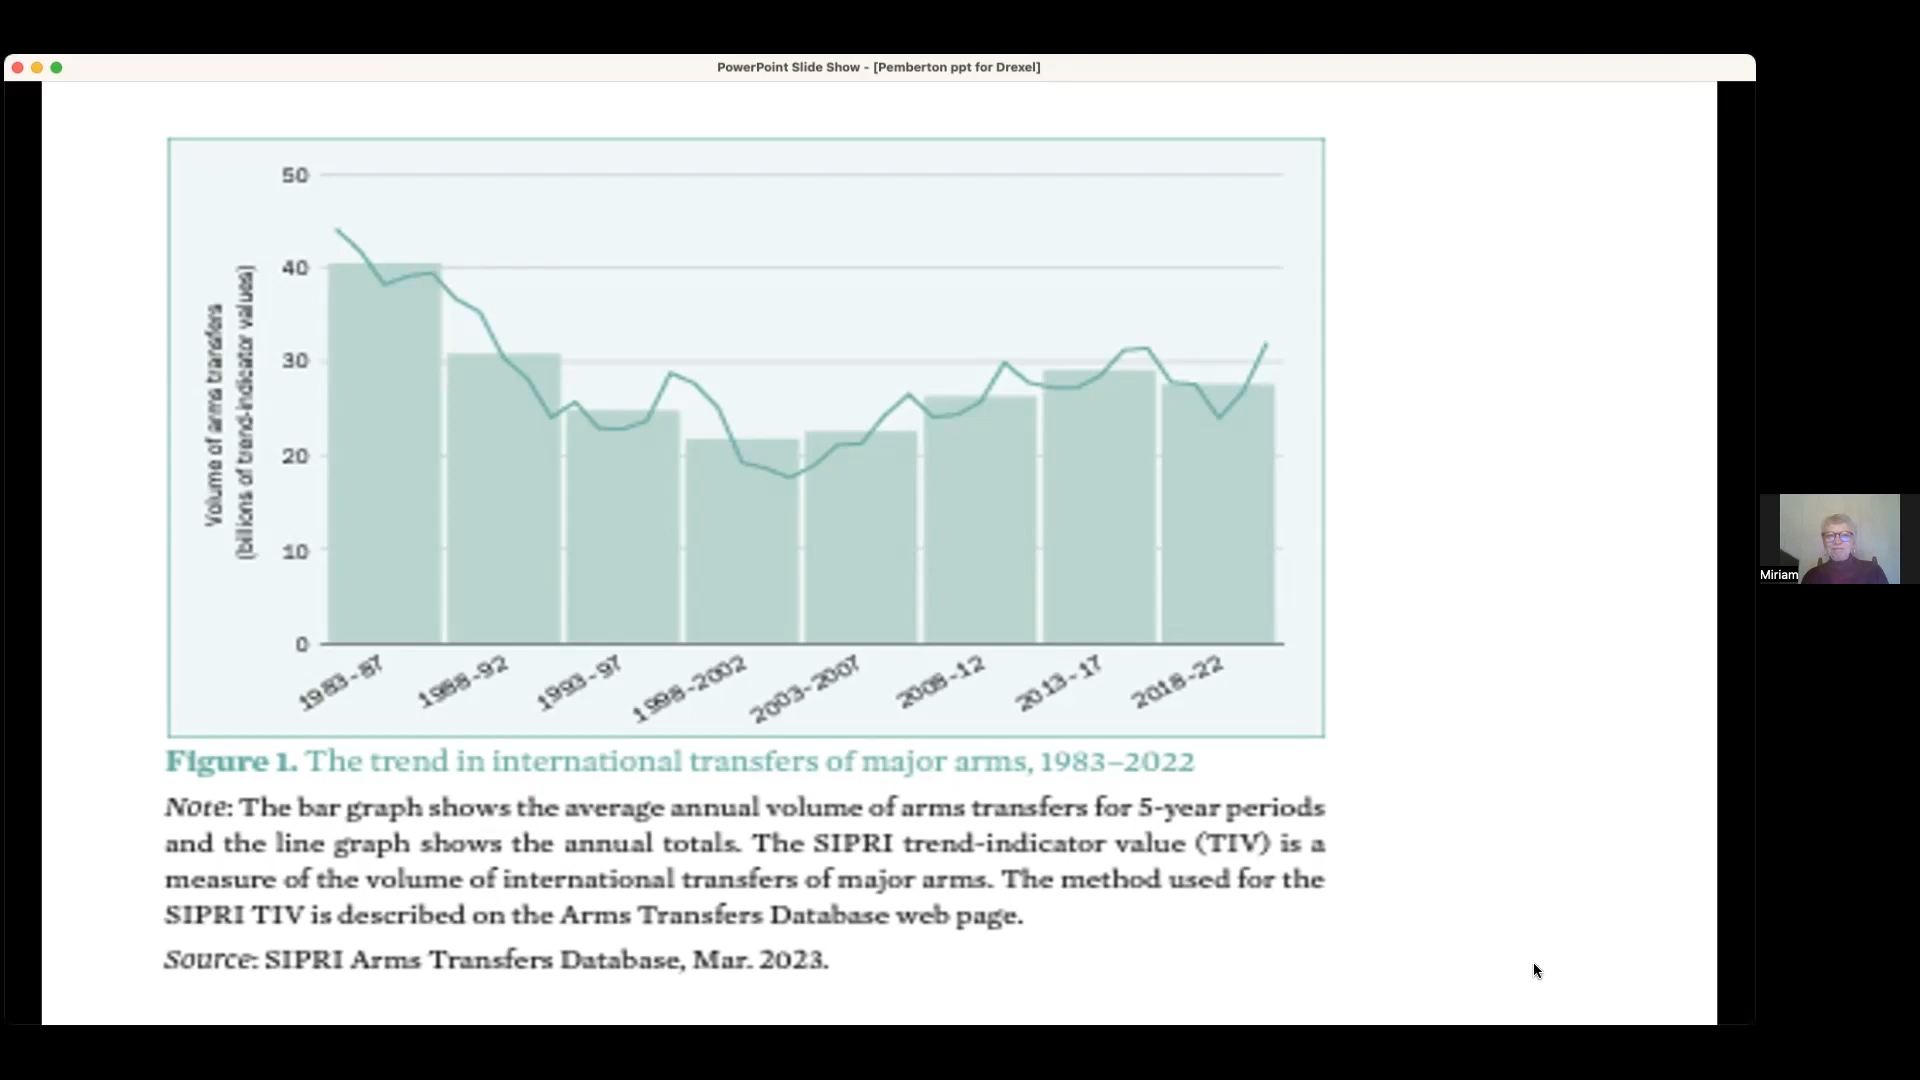 PowerPoint Slide Show - [Pemberton ppt for Drexel]
50
40
30
20
10
0
Volume of arms transfers
(billions of trend-indicator values)
1983–87
1988–92
1993–97
1998–2002
2003–2007
2008–12
2013–17
2018–22
Figure 1. The trend in international transfers of major arms, 1983–2022
Note: The bar graph shows the average annual volume of arms transfers for 5-year periods
and the line graph shows the annual totals. The SIPRI trend-indicator value (TIV) is a
measure of the volume of international transfers of major arms. The method used for the
SIPRI TIV is described on the Arms Transfers Database web page.
Source: SIPRI Arms Transfers Database, Mar. 2023.
Miriam